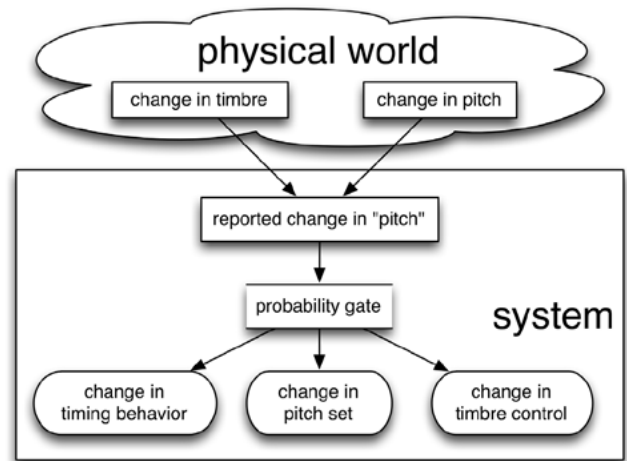 physical world
change in timbre
change in pitch
reported change in "pitch"
probability gate
system
change in
timing behavior
change in
pitch set
change in
timbre control